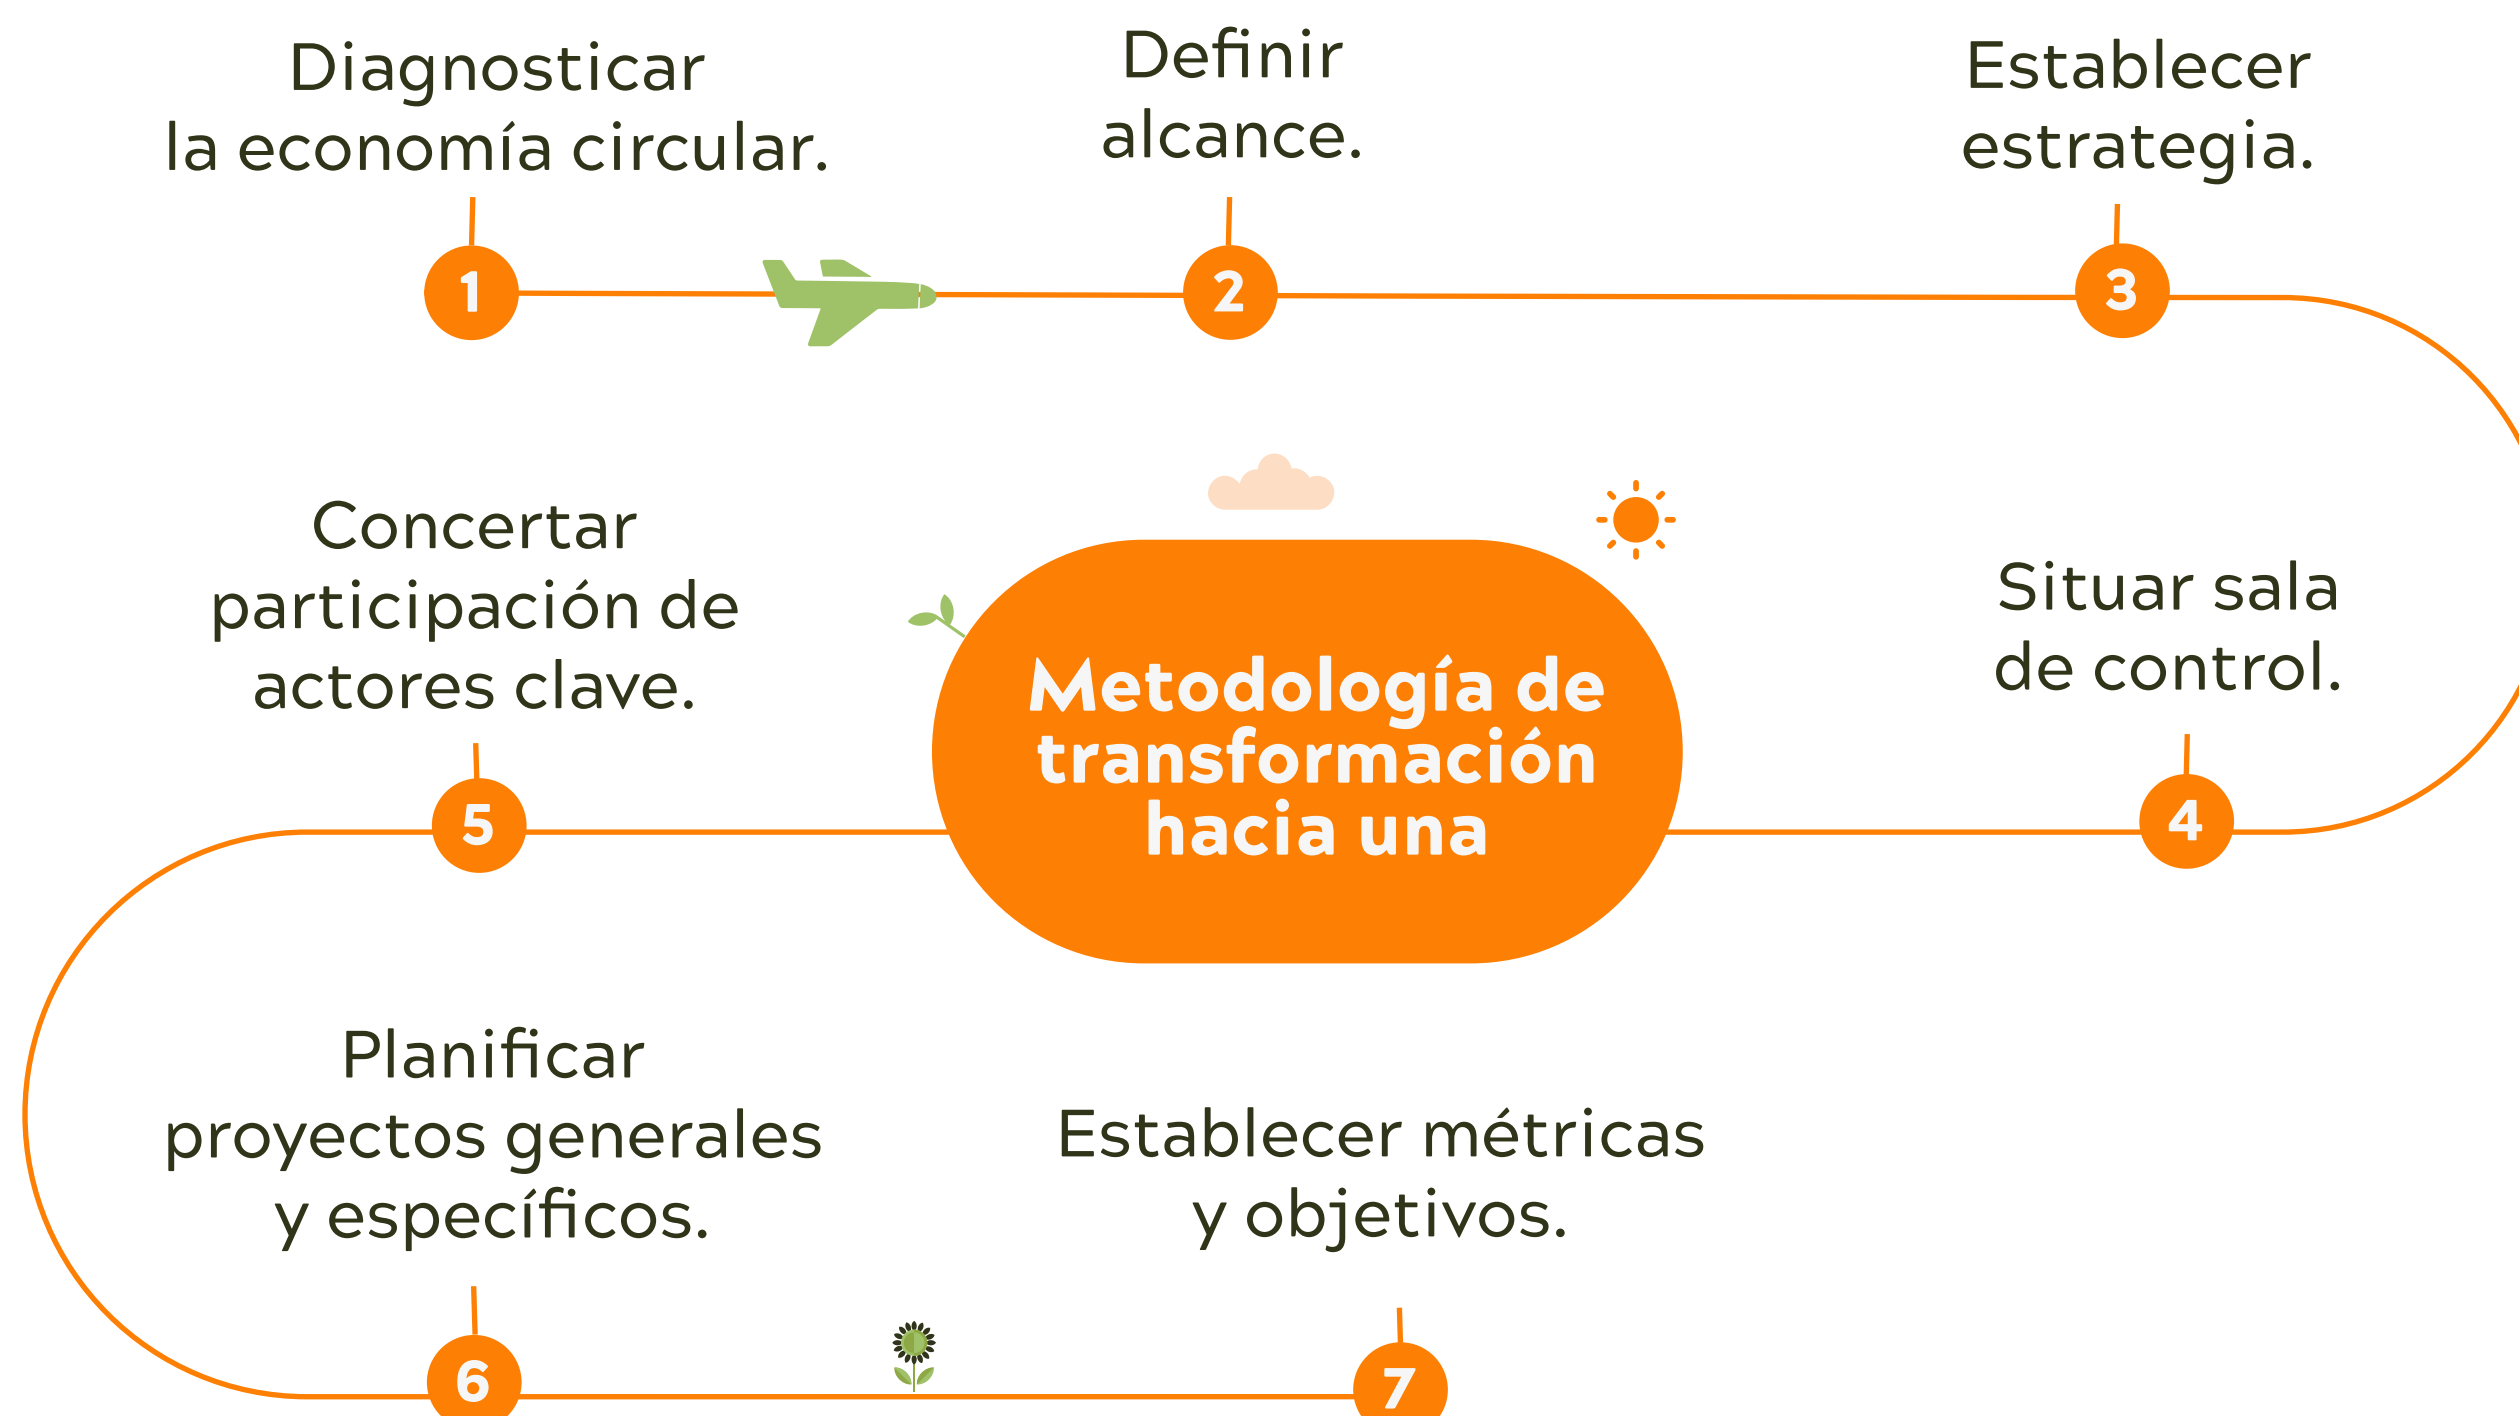 Diagnosticar
la economía circular.
1
Definir
alcance.
2
Establecer
estrategia.
3
Situar sala
de control.
4
Metodología de
transformación
hacia una
Concertar
participación de
actores clave.
5
Planificar
proyectos generales
y específicos.
6
Establecer métricas
y objetivos.
7